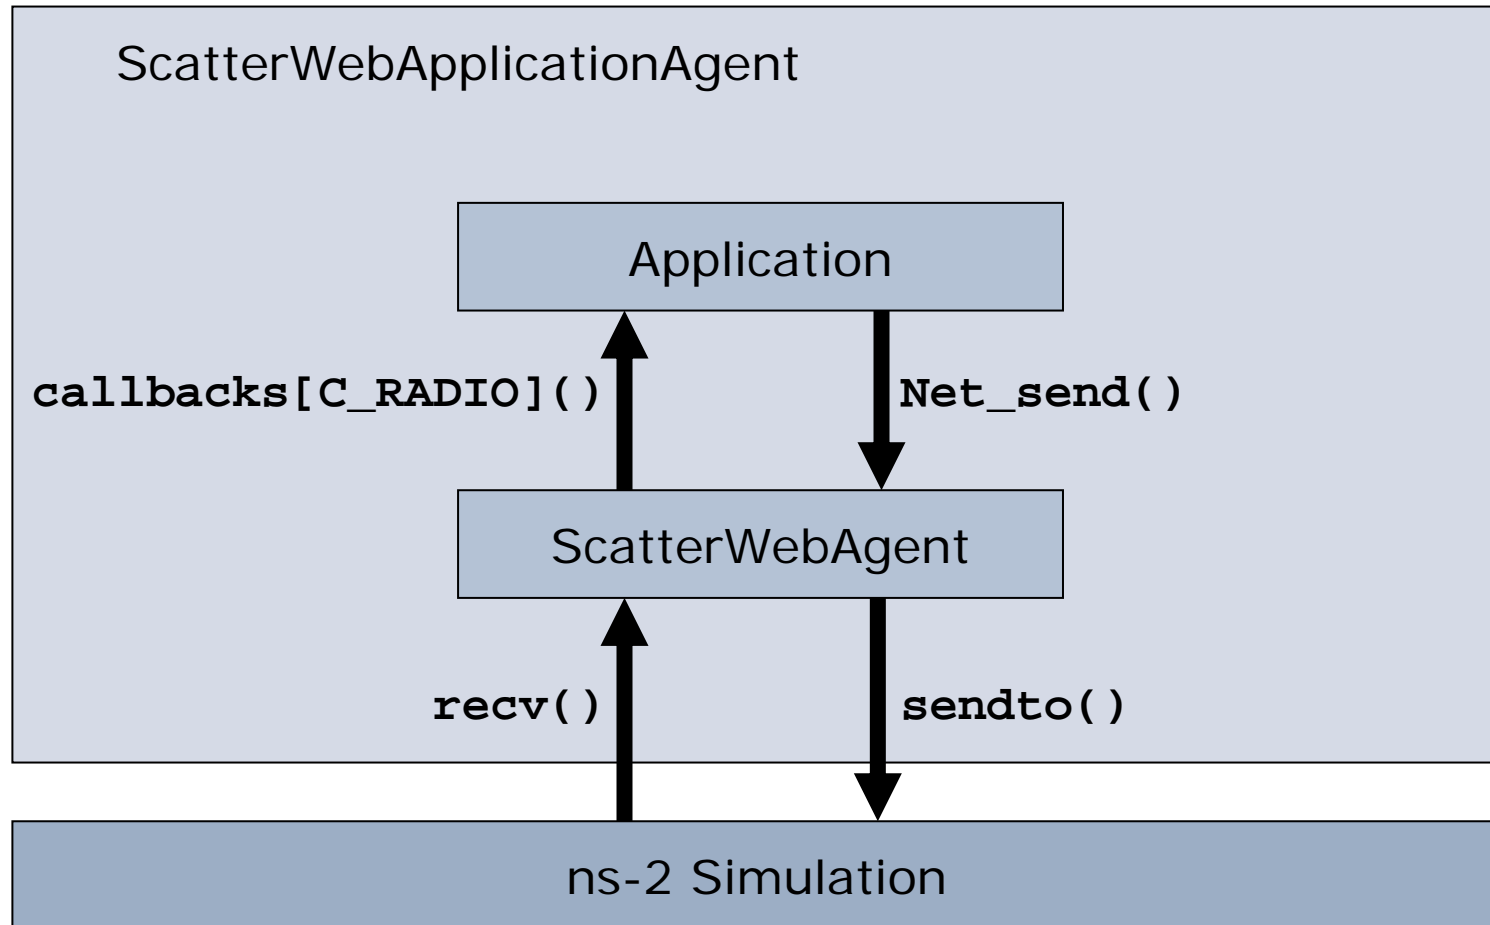 ScatterWebApplicationAgent
Application
callbacks[C_RADIO]()
Net_send()
ScatterWebAgent
recv()
sendto()
ns-2 Simulation